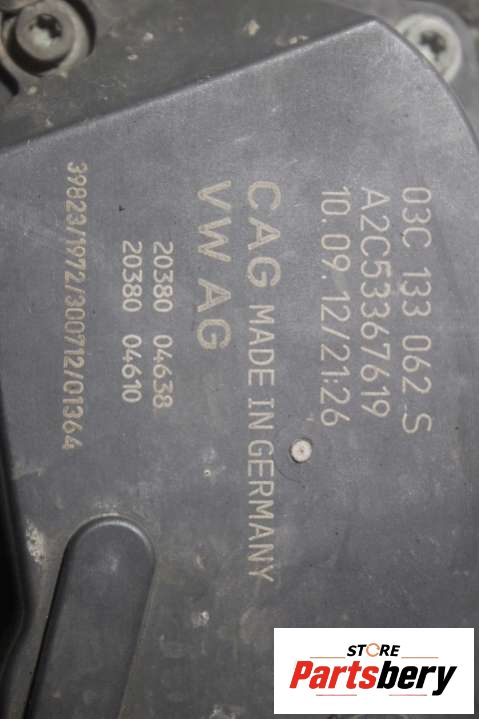 03C 133 062 S
A2C53367619
10.09.12/21:26
CAG MADE IN GERMANY
VW AG
20380 04638
20380 04610
39823/1972/300712/01364
STORE
Partsbery